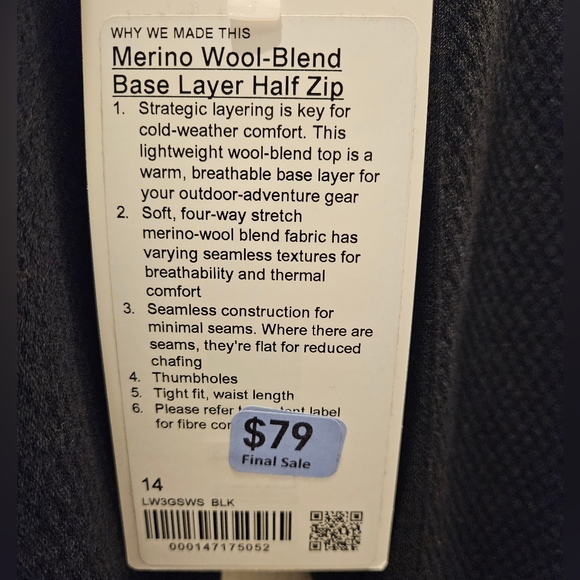 WHY WE MADE THIS
Merino Wool-Blend
Base Layer Half Zip
1. Strategic layering is key for
cold-weather comfort. This
lightweight wool-blend top is a
warm, breathable base layer for
your outdoor-adventure gear
2. Soft, four-way stretch
merino-wool blend fabric has
varying seamless textures for
breathability and thermal
comfort
3. Seamless construction for
minimal seams. Where there are
seams, they're flat for reduced
chafing
4. Thumbholes
5. Tight fit, waist length
6. Please refer label
for fibre
$79
Final Sale
14
LW3GSWS BLK
000147175052